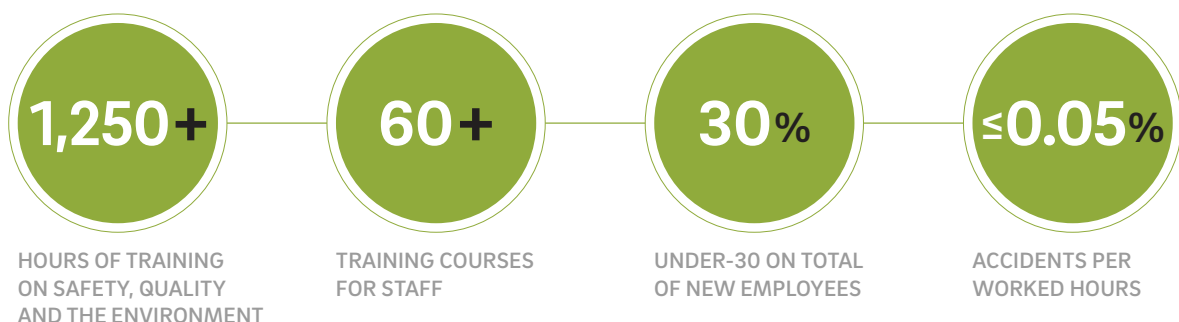 1,250+
HOURS OF TRAINING
ON SAFETY, QUALITY
AND THE ENVIRONMENT
60+
TRAINING COURSES
FOR STAFF
30%
UNDER-30 ON TOTAL
OF NEW EMPLOYEES
≤0.05%
ACCIDENTS PER
WORKED HOURS